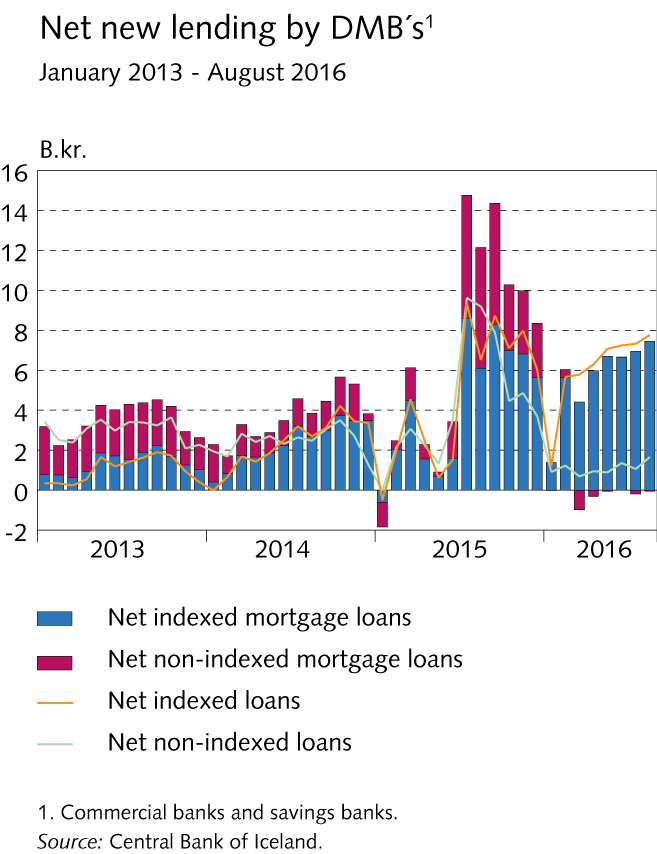 Net new lending by DMB´s1
January 2013 - August 2016
B.kr.
16
14
12
10
8
6
4
2
0
-2
2013 2014 2015 2016
Net indexed mortgage loans
Net non-indexed mortgage loans
Net indexed loans
Net non-indexed loans
1. Commercial banks and savings banks.
Source: Central Bank of Iceland.